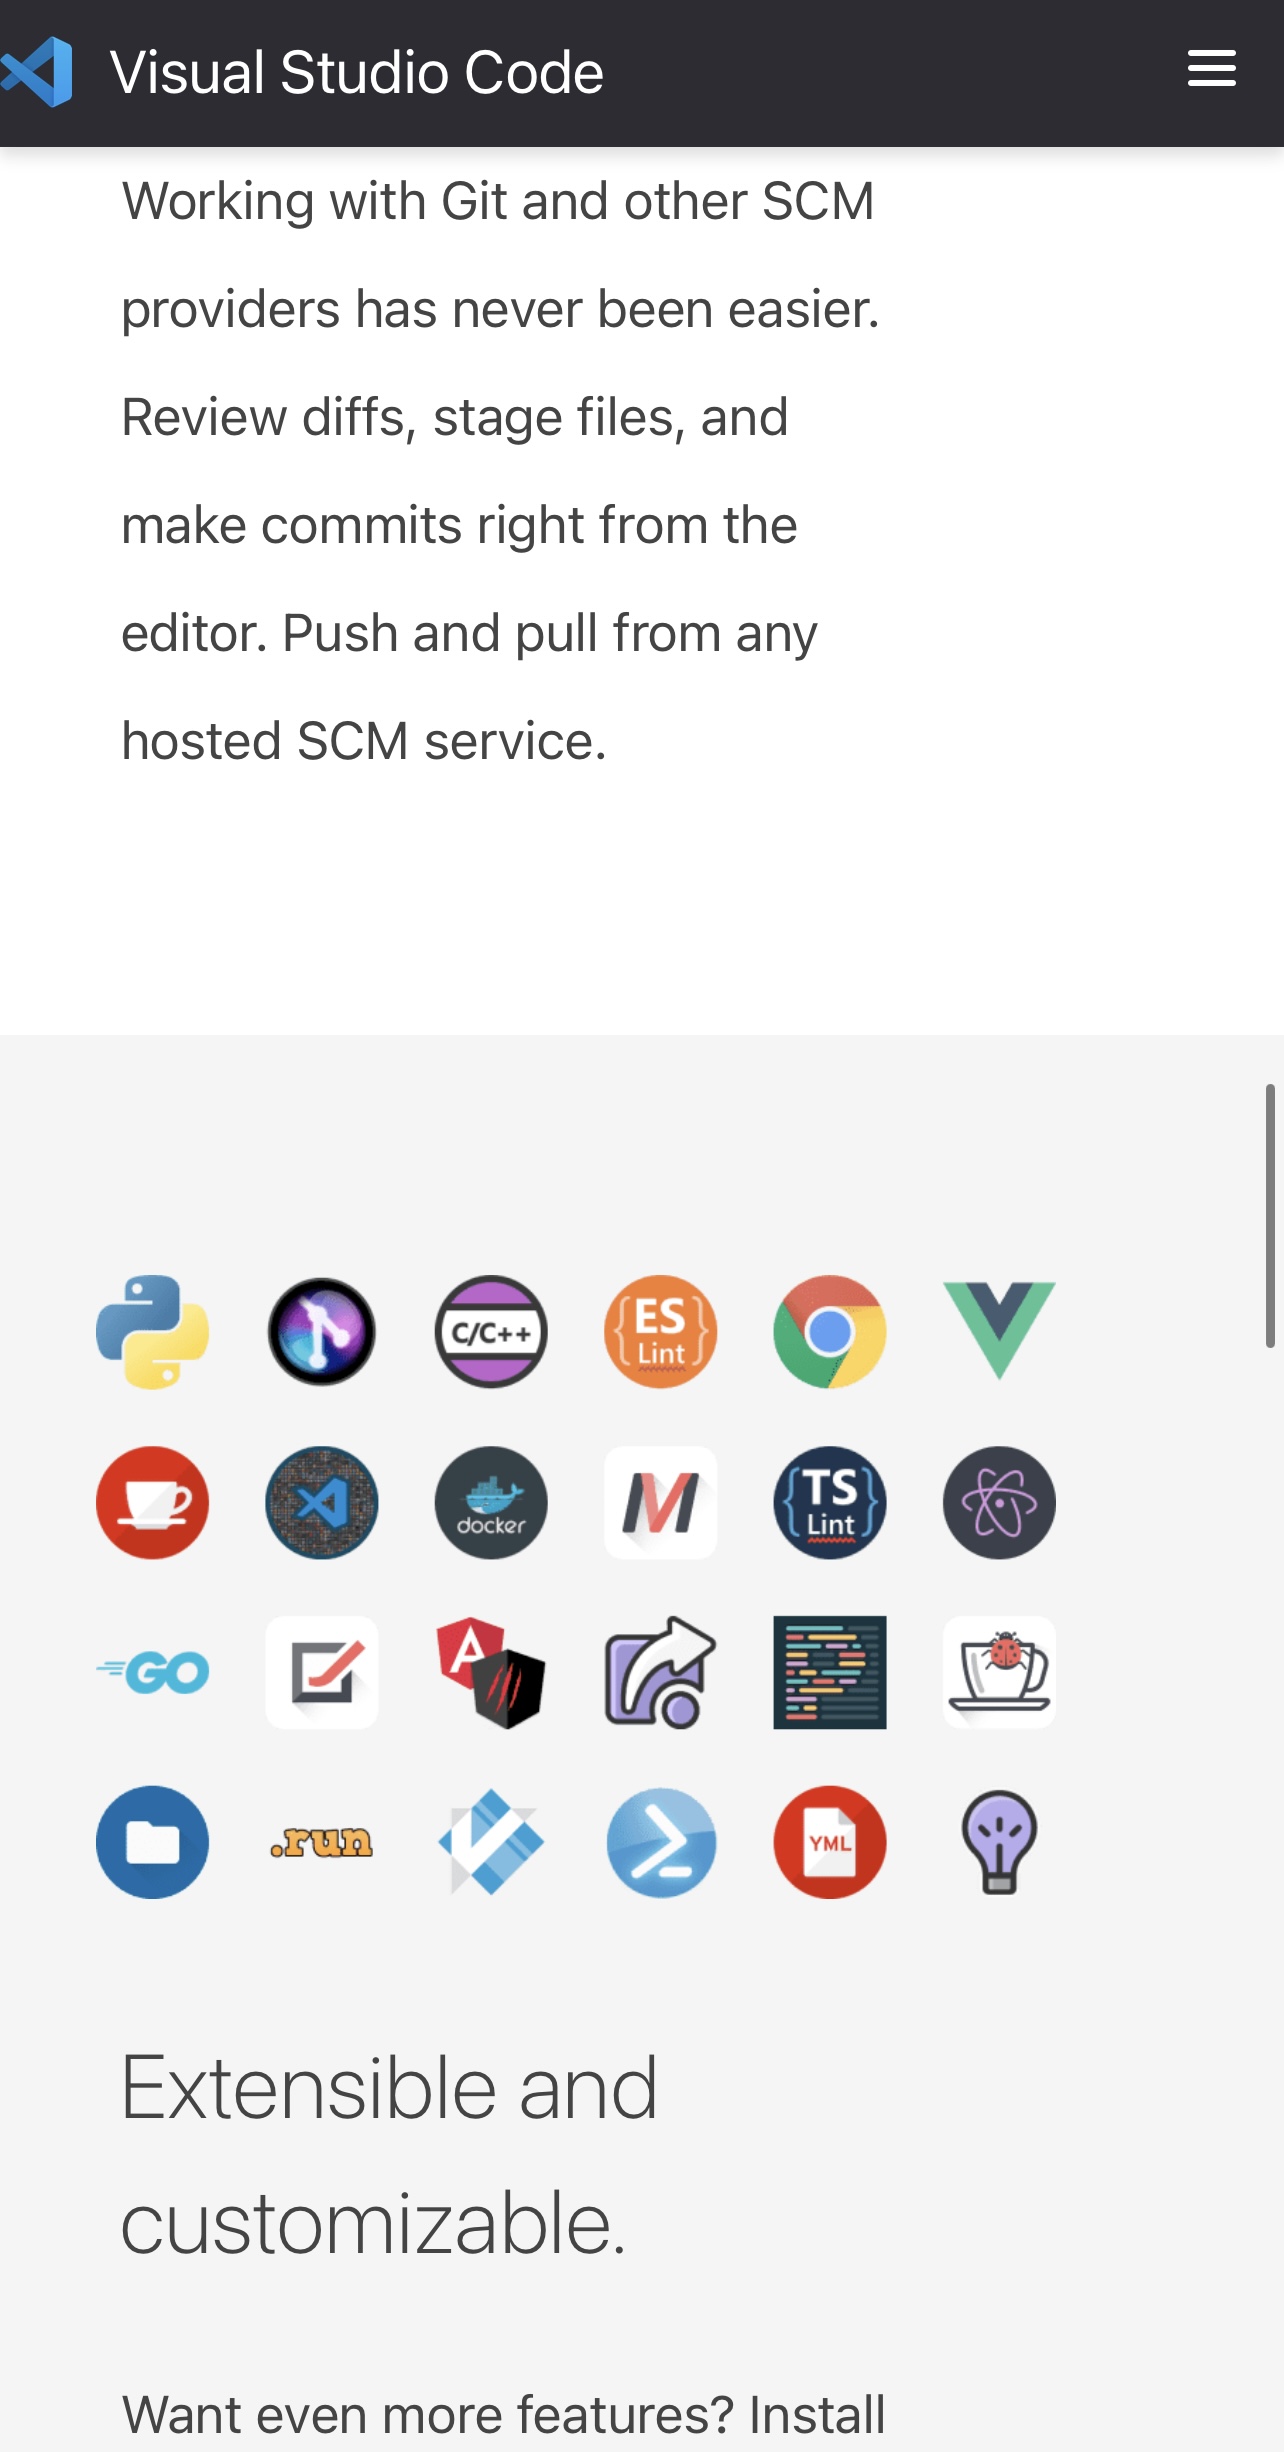 Visual Studio Code
Working with Git and other SCM
providers has never been easier.
Review diffs, stage files, and
make commits right from the
editor. Push and pull from any
hosted SCM service.
C/C++
{ES}
Lint
docker
{TS}
Lint
GO
A
.run
YML
Extensible and
customizable.
Want even more features? Install